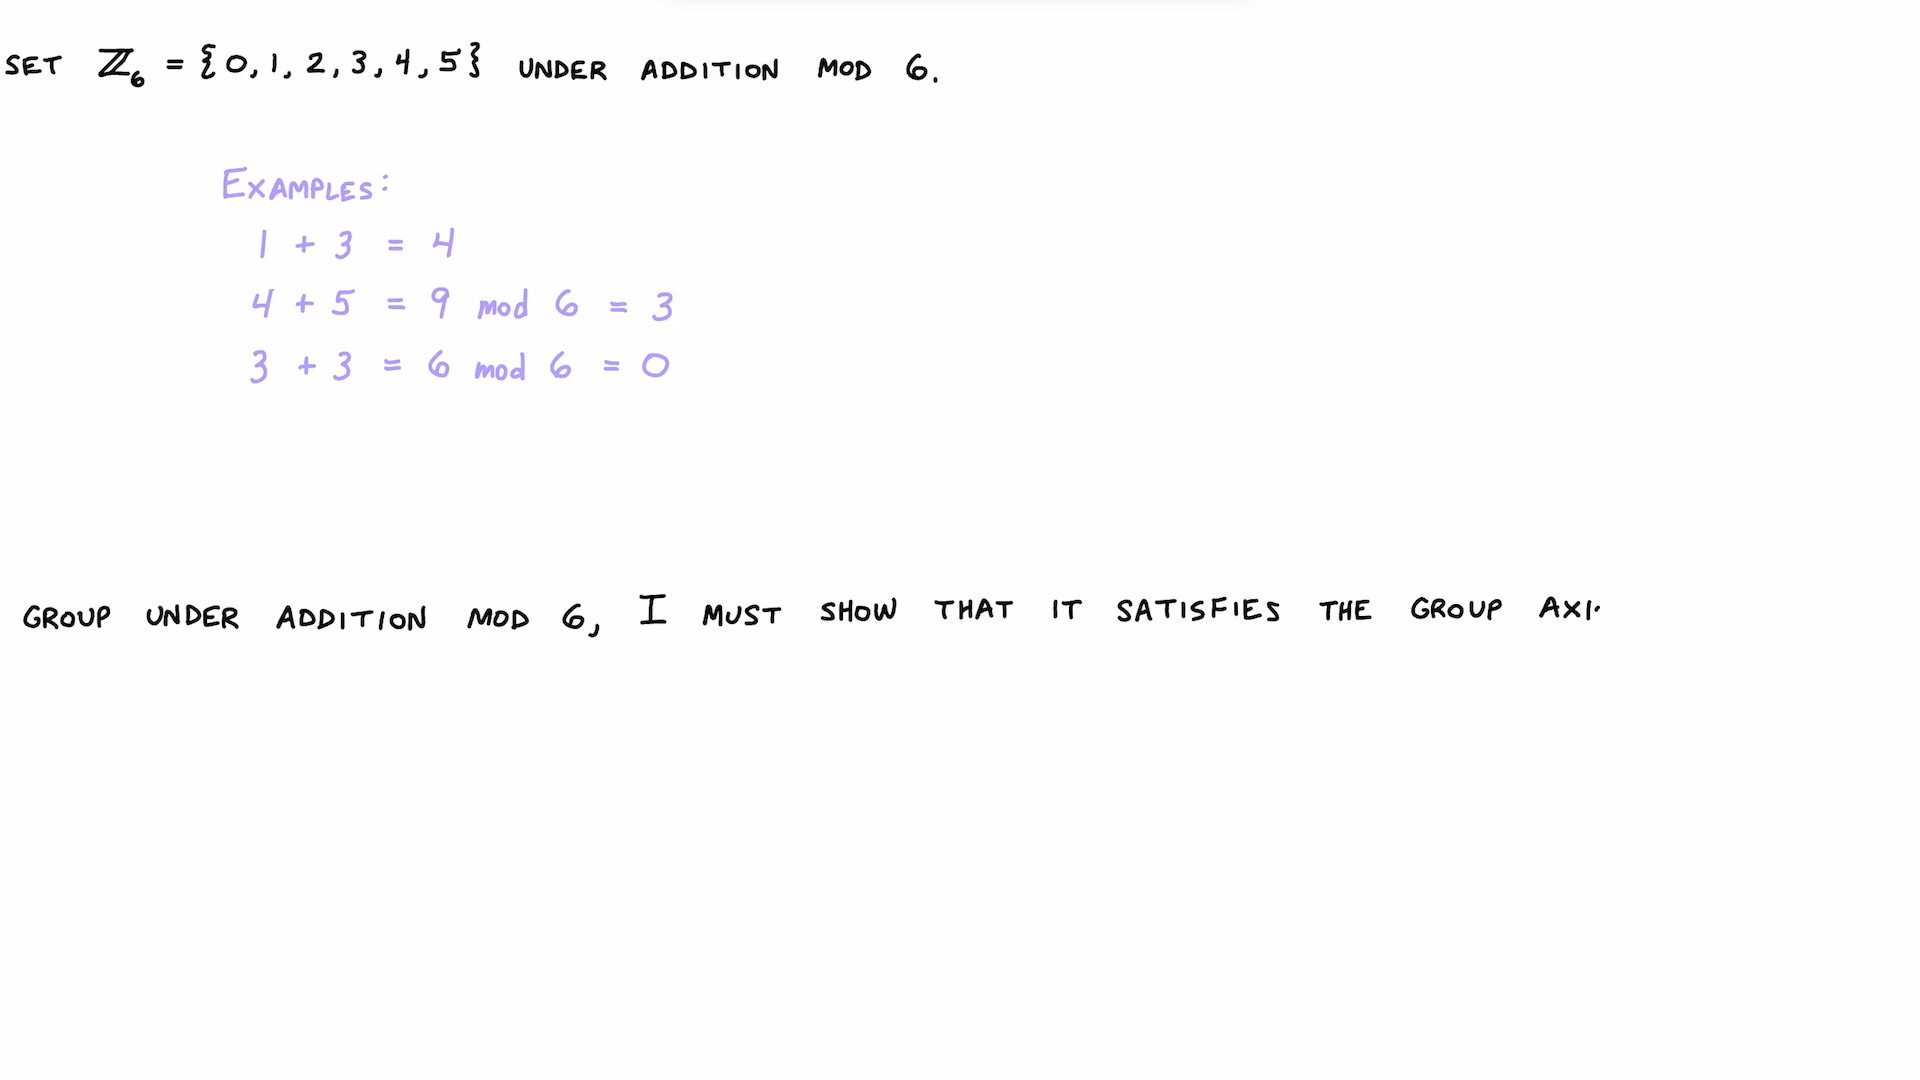 SET ℤ₆ = {0, 1, 2, 3, 4, 5} UNDER ADDITION MOD 6.
EXAMPLES:
1 + 3 = 4
4 + 5 = 9 mod 6 = 3
3 + 3 = 6 mod 6 = 0
GROUP UNDER ADDITION MOD 6, I MUST SHOW THAT IT SATISFIES THE GROUP AXI